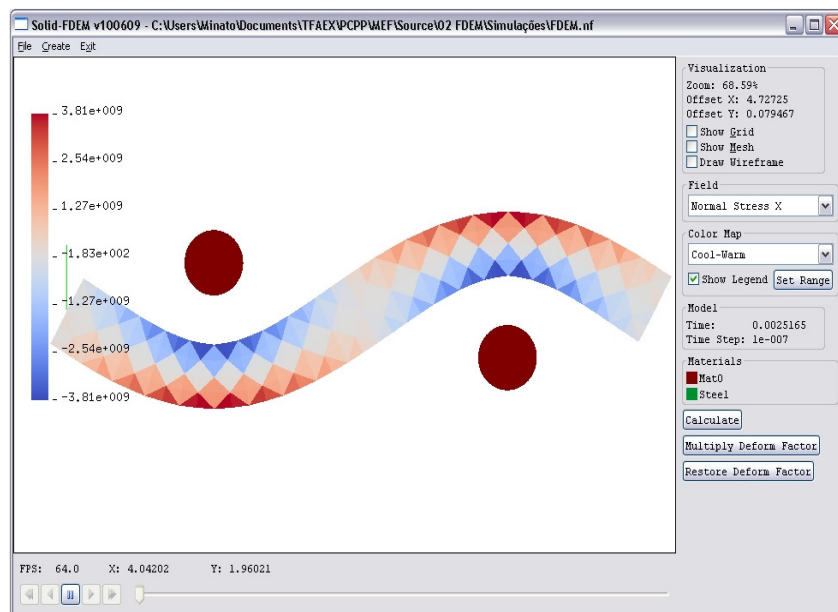 Solid-FDEM v100609 - C:\Users\Minato\Documents\TFAEX\PCPP\MEF\Source\02 FDEM\Simulações\FDEM.nf
File Create Exit
3.81e+009
2.54e+009
1.27e+009
-1.83e+002
-1.27e+009
-2.54e+009
-3.81e+009
Visualization
Zoom: 68.59%
Offset X: 4.72725
Offset Y: 0.079467
Show Grid
Show Mesh
Draw Wireframe
Field
Normal Stress X
Color Map
Cool-Warm
Show Legend Set Range
Model
Time: 0.0025165
Time Step: 1e-007
Materials
Mat0
Steel
Calculate
Multiply Deform Factor
Restore Deform Factor
FPS: 64.0 X: 4.04202 Y: 1.96021